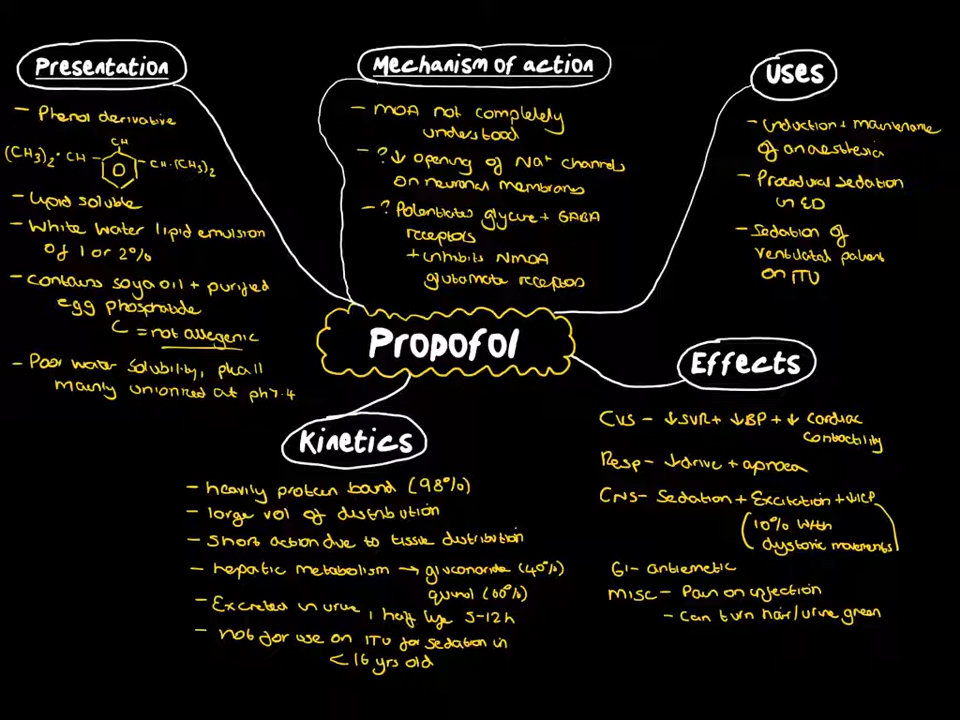 Presentation
- Phenol derivative
CH
(CH3)2 · CH - CH·(CH3)2
- Lipid soluble
- White water lipid emulsion
of 1 or 2%
- Contains soya oil + purified
egg phosphatide
= not allegenic
- Poor water solubility, pka 11
mainly unionized at ph 7.4
Mechanism of action
- MOA not completely
understood
- ? ↓ opening of Na+ channels
on neuronal membranes
- ? Potentiates glycine + GABA
receptors
+ inhibits NMDA
glutamate receptors
Uses
- Induction + maintenance
of anaesthesia
- Procedural sedation
in ED
- Sedation of
ventilated patients
on ITU
Propofol
Effects
CVS - ↓SVR + ↓BP + ↓ cardiac
contactility
Resp - ↓drive + apnoea
CNS - Sedation + Excitation + ↓ICP
10% with
dystonic movements
GI - antiemetic
MISC - Pain on injection
- Can turn hair/urine green
Kinetics
- heavily protein bound (98%)
- large vol of distribution
- Short action due to tissue distribution
- hepatic metabolism → glucuronide (40%)
quinol (60%)
- Excreted in urine, half life 5-12h
- not for use on ITU for sedation in
< 16 yrs old